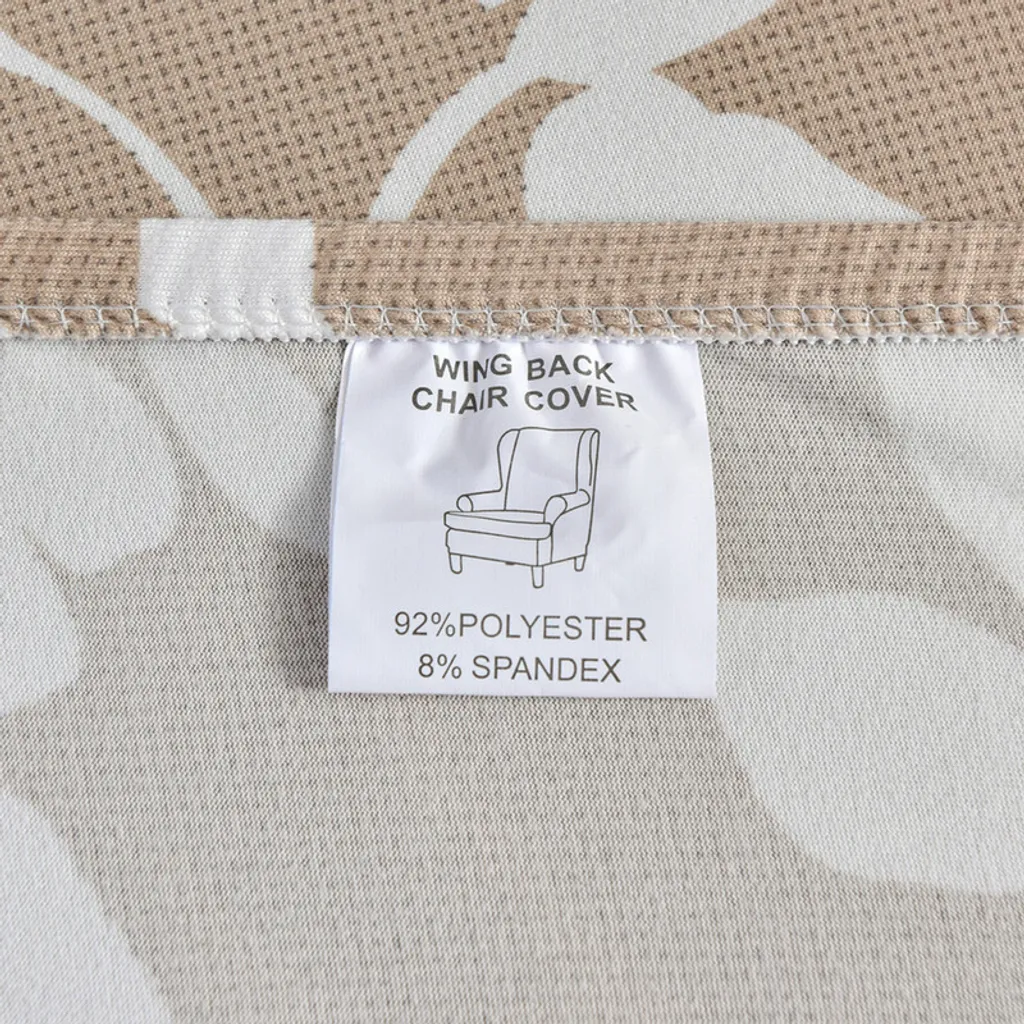 WING BACK
CHAIR COVER
92%POLYESTER
8% SPANDEX